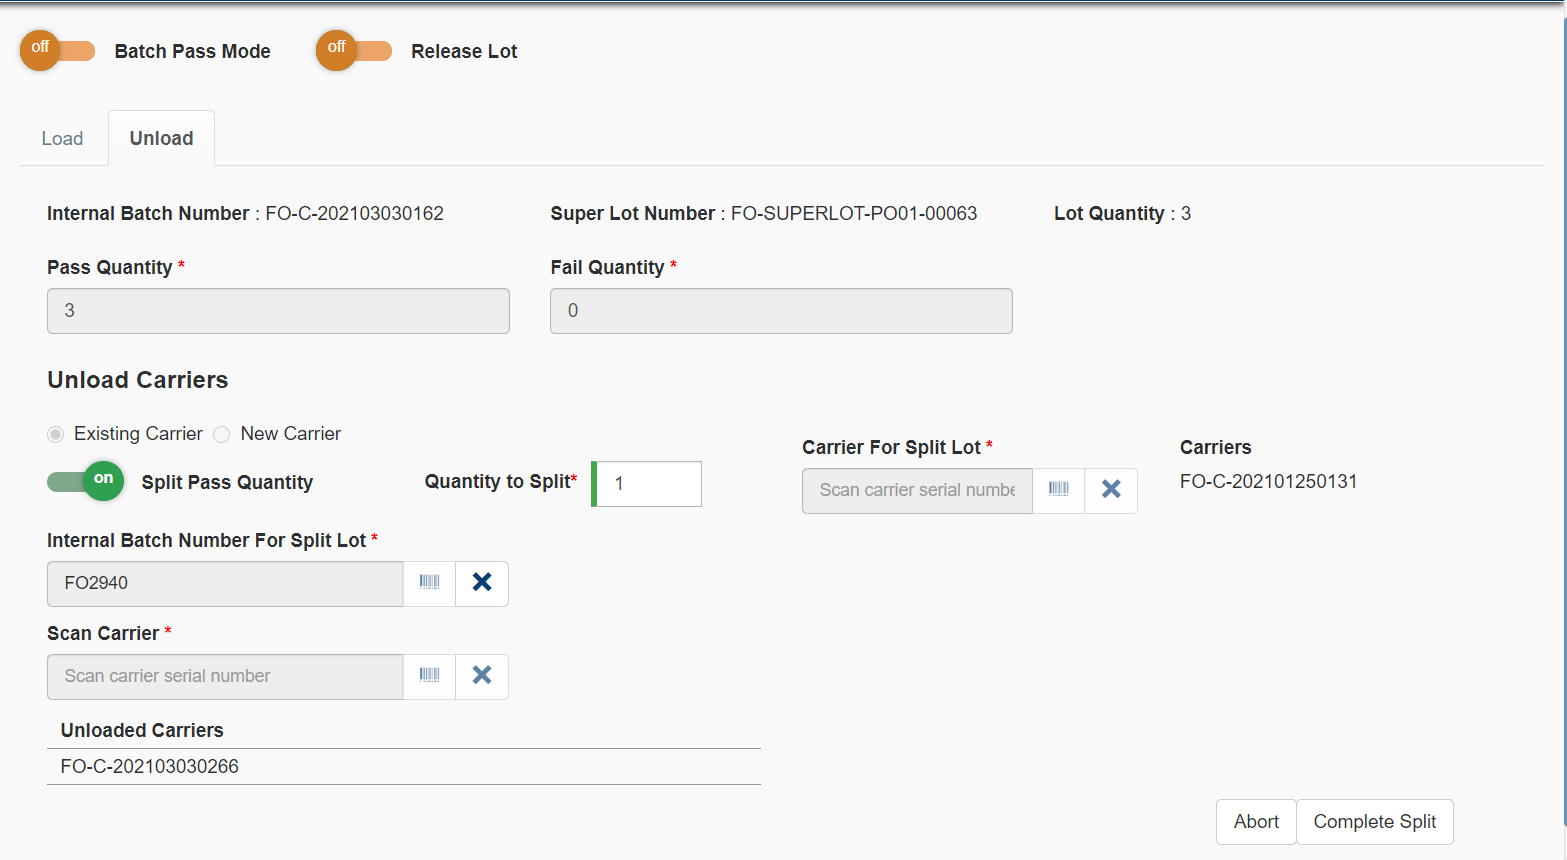 off Batch Pass Mode off Release Lot
Load Unload
Internal Batch Number : FO-C-202103030162 Super Lot Number : FO-SUPERLOT-PO01-00063 Lot Quantity : 3
Pass Quantity * Fail Quantity *
3 0
Unload Carriers
Existing Carrier New Carrier
Carrier For Split Lot * Carriers
on Split Pass Quantity Quantity to Split* 1 Scan carrier serial numbe FO-C-202101250131
Internal Batch Number For Split Lot *
FO2940
Scan Carrier *
Scan carrier serial number
Unloaded Carriers
FO-C-202103030266
Abort Complete Split